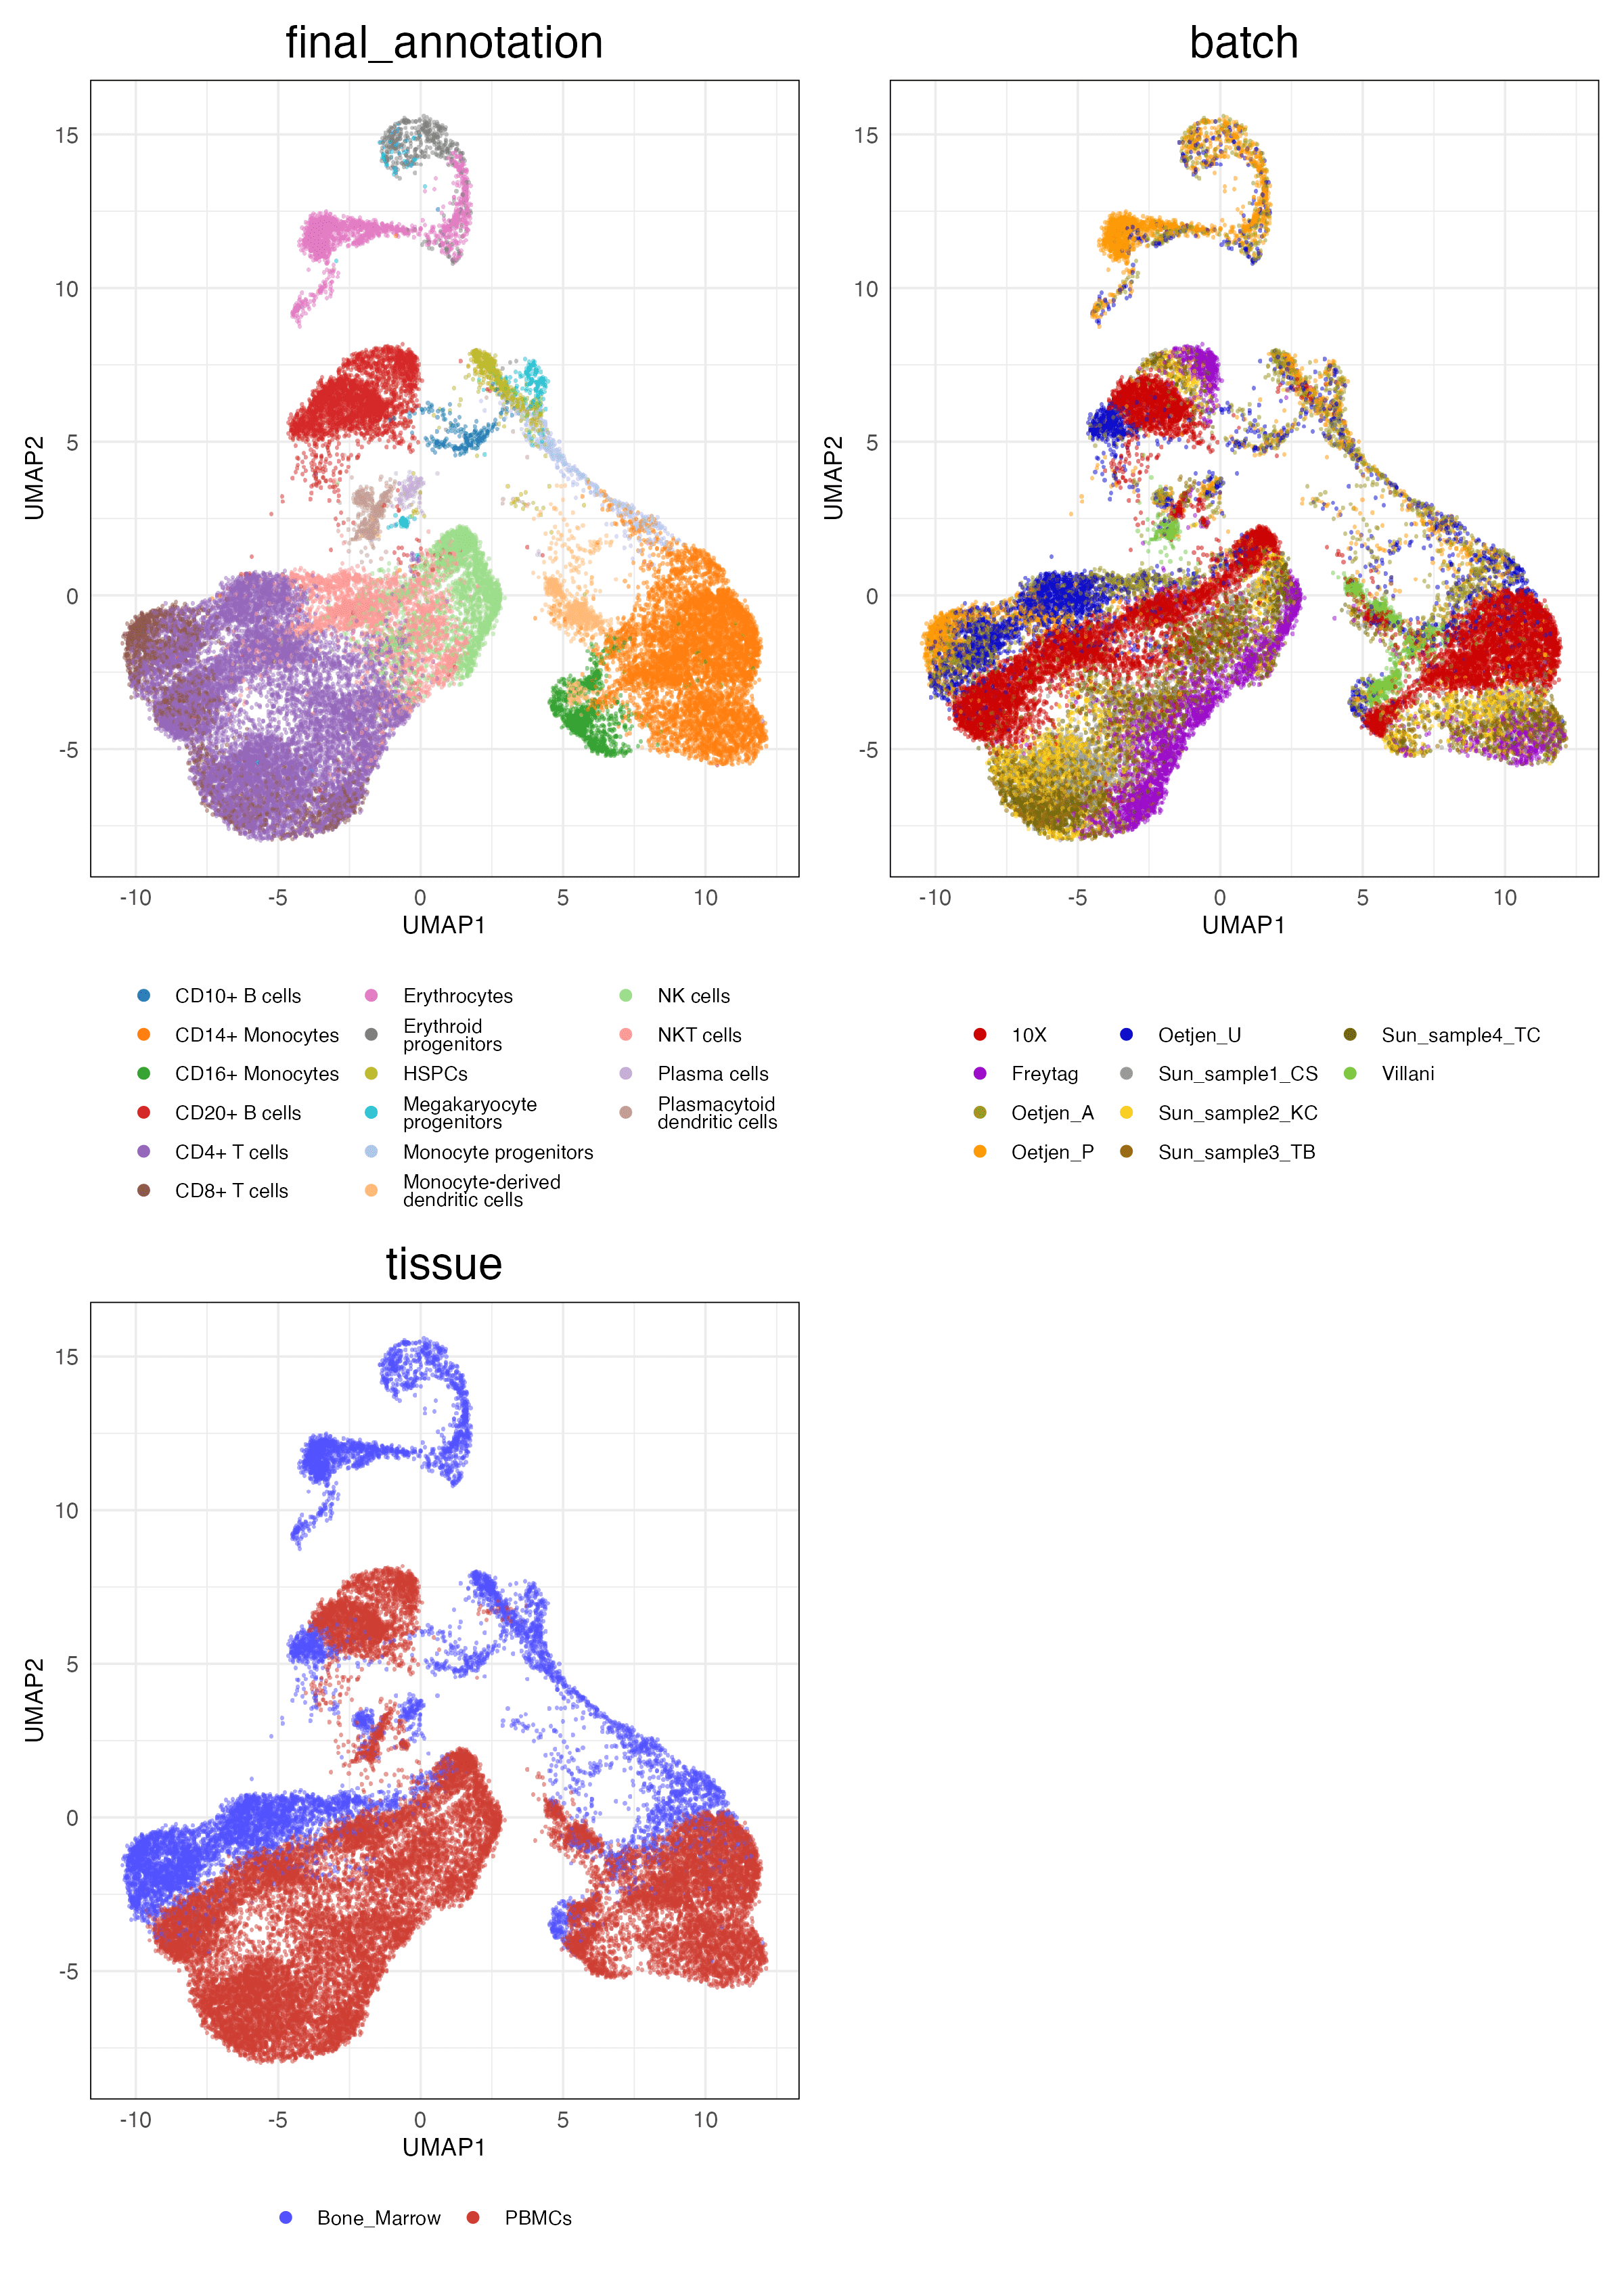 final_annotation
15
10
5
0
-5
-10
-5
0
5
10
UMAP1
UMAP2
CD10+ B cells
CD14+ Monocytes
CD16+ Monocytes
CD20+ B cells
CD4+ T cells
CD8+ T cells
Erythrocytes
Erythroid
progenitors
HSPCs
Megakaryocyte
progenitors
Monocyte progenitors
Monocyte-derived
dendritic cells
NK cells
NKT cells
Plasma cells
Plasmacytoid
dendritic cells
batch
15
10
5
0
-5
-10
-5
0
5
10
UMAP1
UMAP2
10X
Freytag
Oetjen_A
Oetjen_P
Oetjen_U
Sun_sample1_CS
Sun_sample2_KC
Sun_sample3_TB
Sun_sample4_TC
Villani
tissue
15
10
5
0
-5
-10
-5
0
5
10
UMAP1
UMAP2
Bone_Marrow
PBMCs